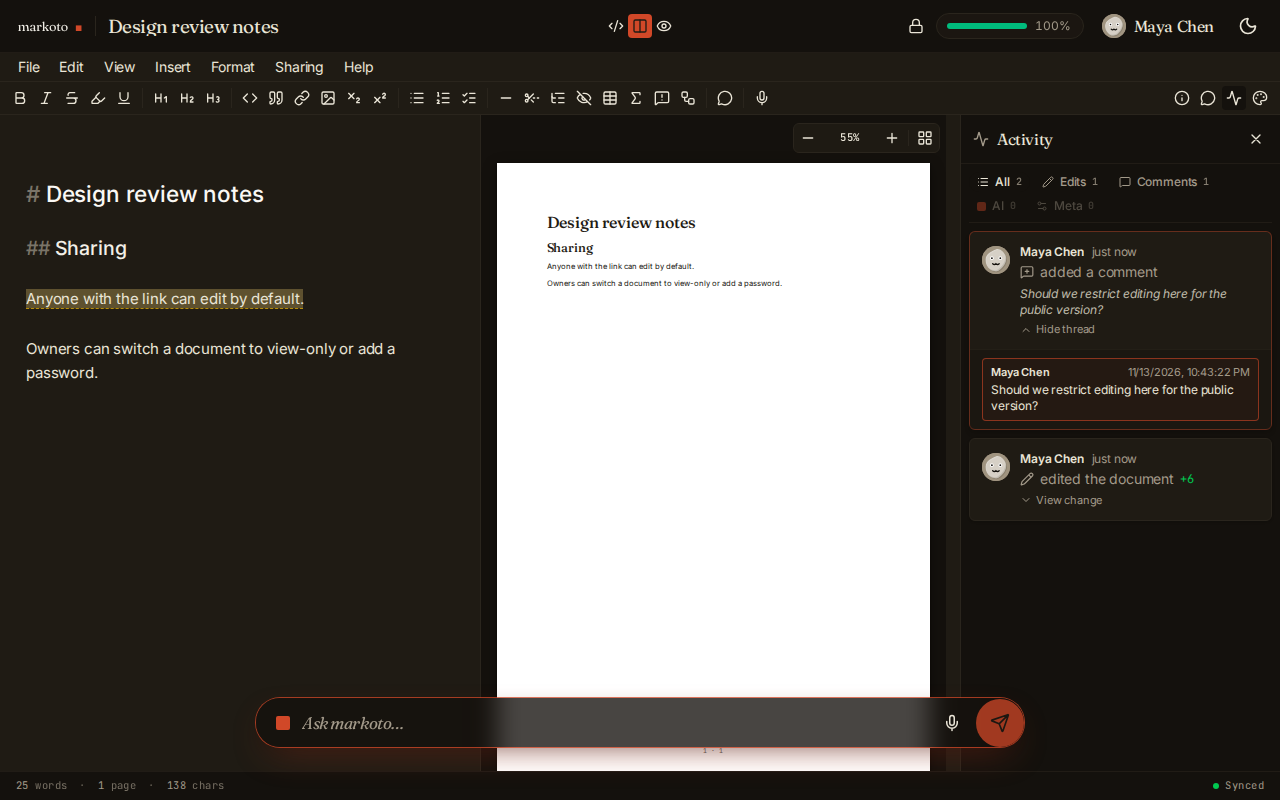 markoto
Design review notes
100%
Maya Chen
File Edit View Insert Format Sharing Help
H1 H2 H3
X2 X2
55%
# Design review notes
## Sharing
Anyone with the link can edit by default.
Owners can switch a document to view-only or add a
password.
Design review notes
Sharing
Anyone with the link can edit by default.
Owners can switch a document to view-only or add a password.
1 - 1
Activity
All 2 Edits 1 Comments 1
AI 0 Meta 0
Maya Chen just now
added a comment
Should we restrict editing here for the
public version?
Hide thread
Maya Chen 11/13/2026, 10:43:22 PM
Should we restrict editing here for the public
version?
Maya Chen just now
edited the document +6
View change
Ask markoto...
25 words · 1 page · 138 chars
Synced